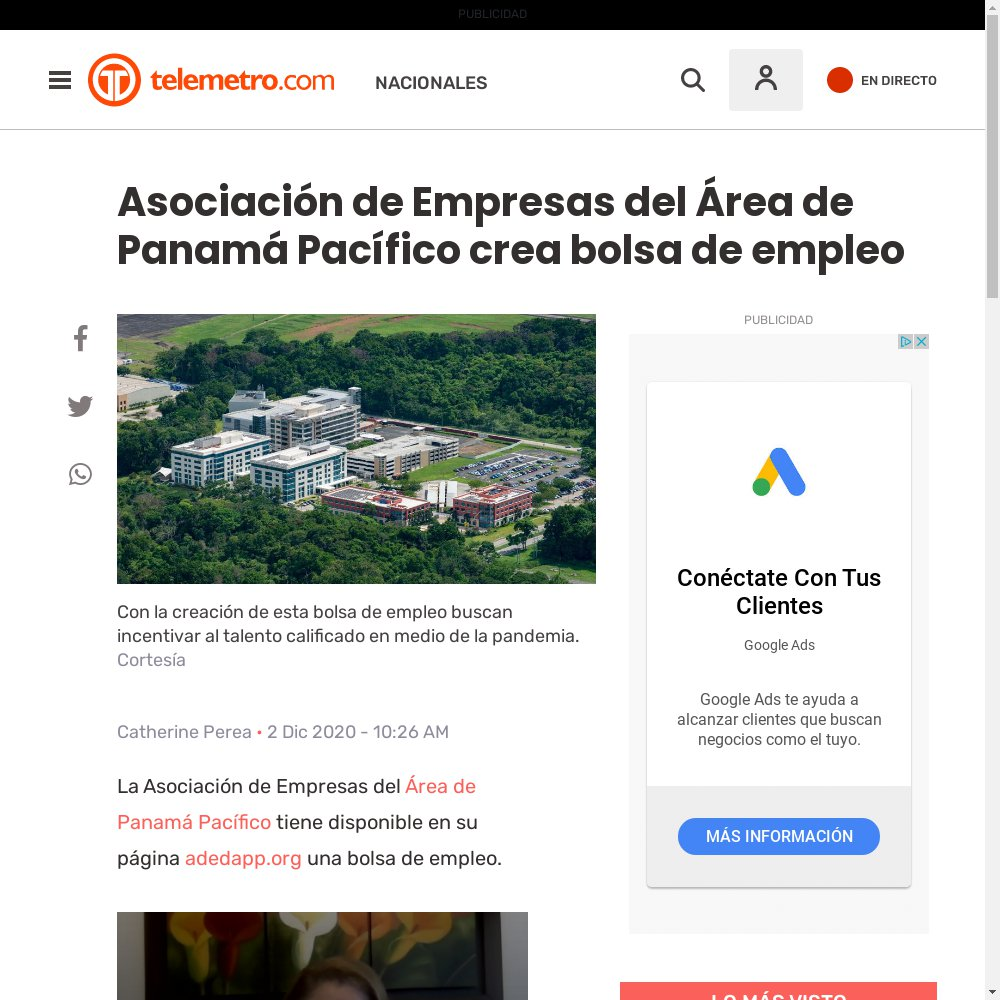 PUBLICIDAD
telemetro.com
NACIONALES
EN DIRECTO
Asociación de Empresas del Área de
Panamá Pacífico crea bolsa de empleo
PUBLICIDAD
Con la creación de esta bolsa de empleo buscan
incentivar al talento calificado en medio de la pandemia.
Cortesía
Catherine Perea • 2 Dic 2020 - 10:26 AM
La Asociación de Empresas del Área de
Panamá Pacífico tiene disponible en su
página adedapp.org una bolsa de empleo.
Conéctate Con Tus
Clientes
Google Ads
Google Ads te ayuda a
alcanzar clientes que buscan
negocios como el tuyo.
MÁS INFORMACIÓN
LO MÁS VISTO